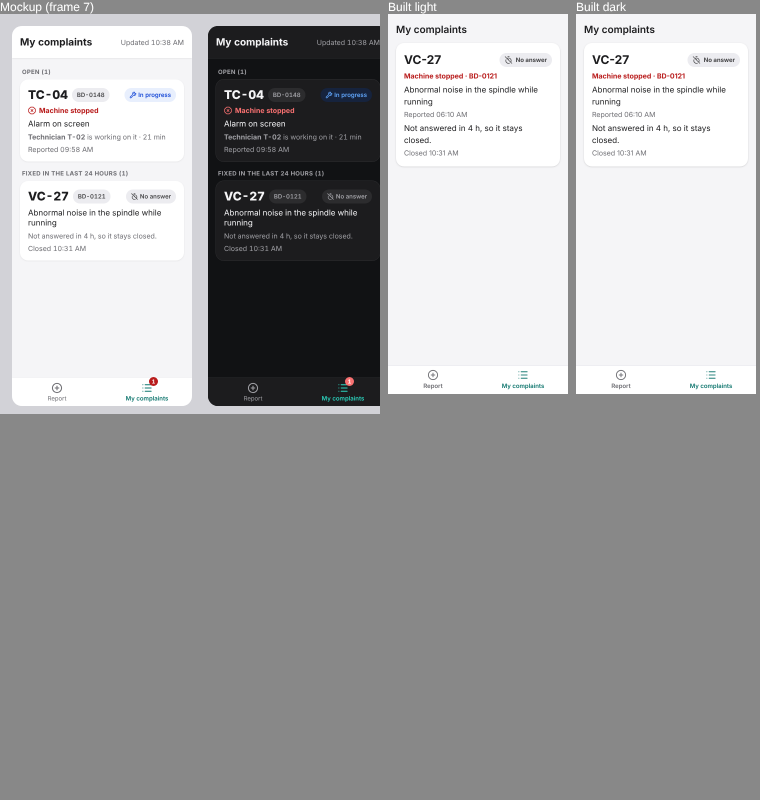 Mockup (frame 7)
My complaints
Updated 10:38 AM
OPEN (1)
TC-04
BD-0148
In progress
Machine stopped
Alarm on screen
Technician T-02 is working on it · 21 min
Reported 09:58 AM
FIXED IN THE LAST 24 HOURS (1)
VC-27
BD-0121
No answer
Abnormal noise in the spindle while
running
Not answered in 4 h, so it stays closed.
Closed 10:31 AM
Report
1
My complaints
My complaints
Updated 10:38 AM
OPEN (1)
TC-04
BD-0148
In progress
Machine stopped
Alarm on screen
Technician T-02 is working on it · 21 min
Reported 09:58 AM
FIXED IN THE LAST 24 HOURS (1)
VC-27
BD-0121
No answer
Abnormal noise in the spindle while
running
Not answered in 4 h, so it stays closed.
Closed 10:31 AM
Report
1
My complaints
Built light
My complaints
VC-27
No answer
Machine stopped · BD-0121
Abnormal noise in the spindle while
running
Reported 06:10 AM
Not answered in 4 h, so it stays
closed.
Closed 10:31 AM
Report
My complaints
Built dark
My complaints
VC-27
No answer
Machine stopped · BD-0121
Abnormal noise in the spindle while
running
Reported 06:10 AM
Not answered in 4 h, so it stays
closed.
Closed 10:31 AM
Report
My complaints